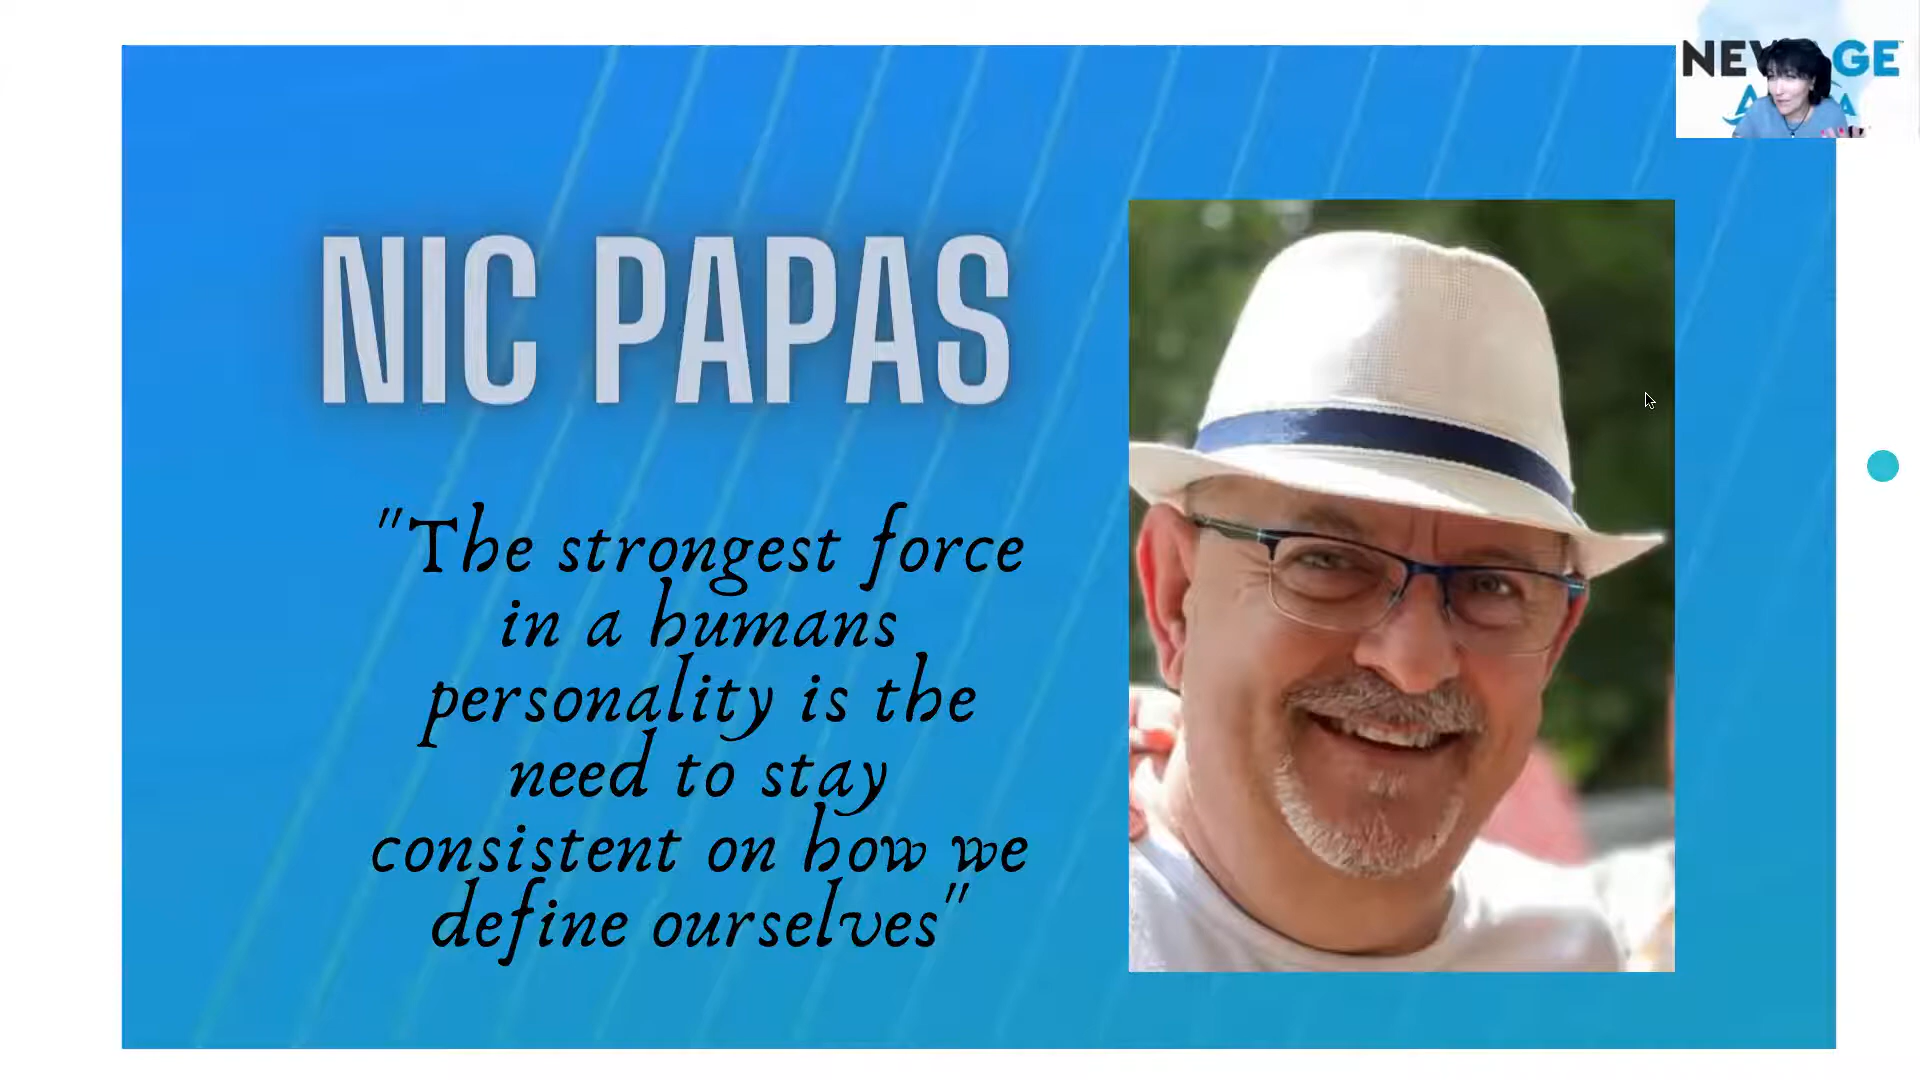 NIC PAPAS
"The strongest force
in a humans
personality is the
need to stay
consistent on how we
define ourselves"